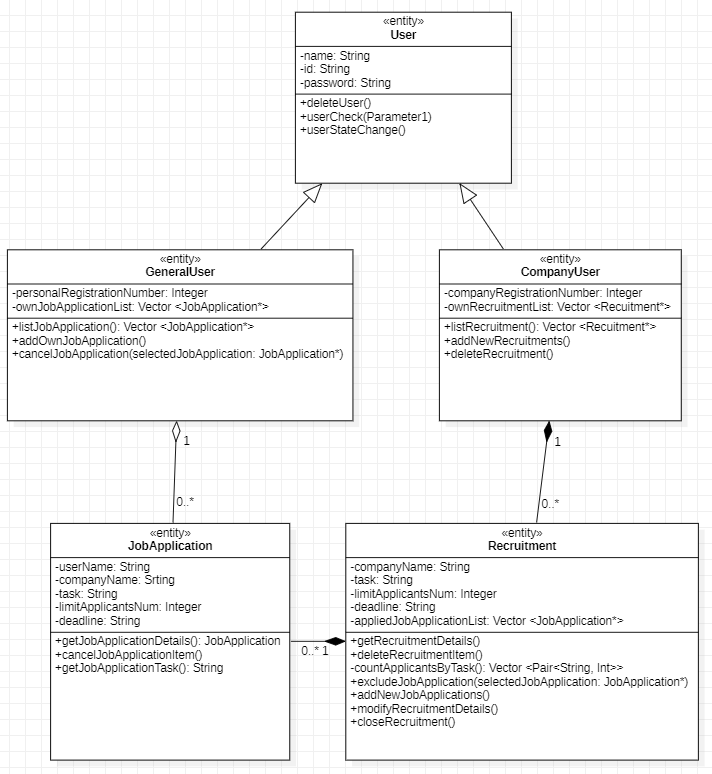 «entity»
User
-name: String
-id: String
-password: String
+deleteUser()
+userCheck(Parameter1)
+userStateChange()
«entity»
GeneralUser
-personalRegistrationNumber: Integer
-ownJobApplicationList: Vector <JobApplication*>
+listJobApplication(): Vector <JobApplication*>
+addOwnJobApplication()
+cancelJobApplication(selectedJobApplication: JobApplication*)
«entity»
CompanyUser
-companyRegistrationNumber: Integer
-ownRecruitmentList: Vector <Recuitment*>
+listRecruitment(): Vector <Recuitment*>
+addNewRecruitments()
+deleteRecruitment()
1
0..*
1
0..*
«entity»
JobApplication
-userName: String
-companyName: Srting
-task: String
-limitApplicantsNum: Integer
-deadline: String
+getJobApplicationDetails(): JobApplication
+cancelJobApplicationItem()
+getJobApplicationTask(): String
0..* 1
«entity»
Recruitment
-companyName: String
-task: String
-limitApplicantsNum: Integer
-deadline: String
-appliedJobApplicationList: Vector <JobApplication*>
+getRecruitmentDetails()
+deleteRecruitmentItem()
-countApplicantsByTask(): Vector <Pair<String, Int>>
+excludeJobApplication(selectedJobApplication: JobApplication*)
+addNewJobApplications()
+modifyRecruitmentDetails()
+closeRecruitment()